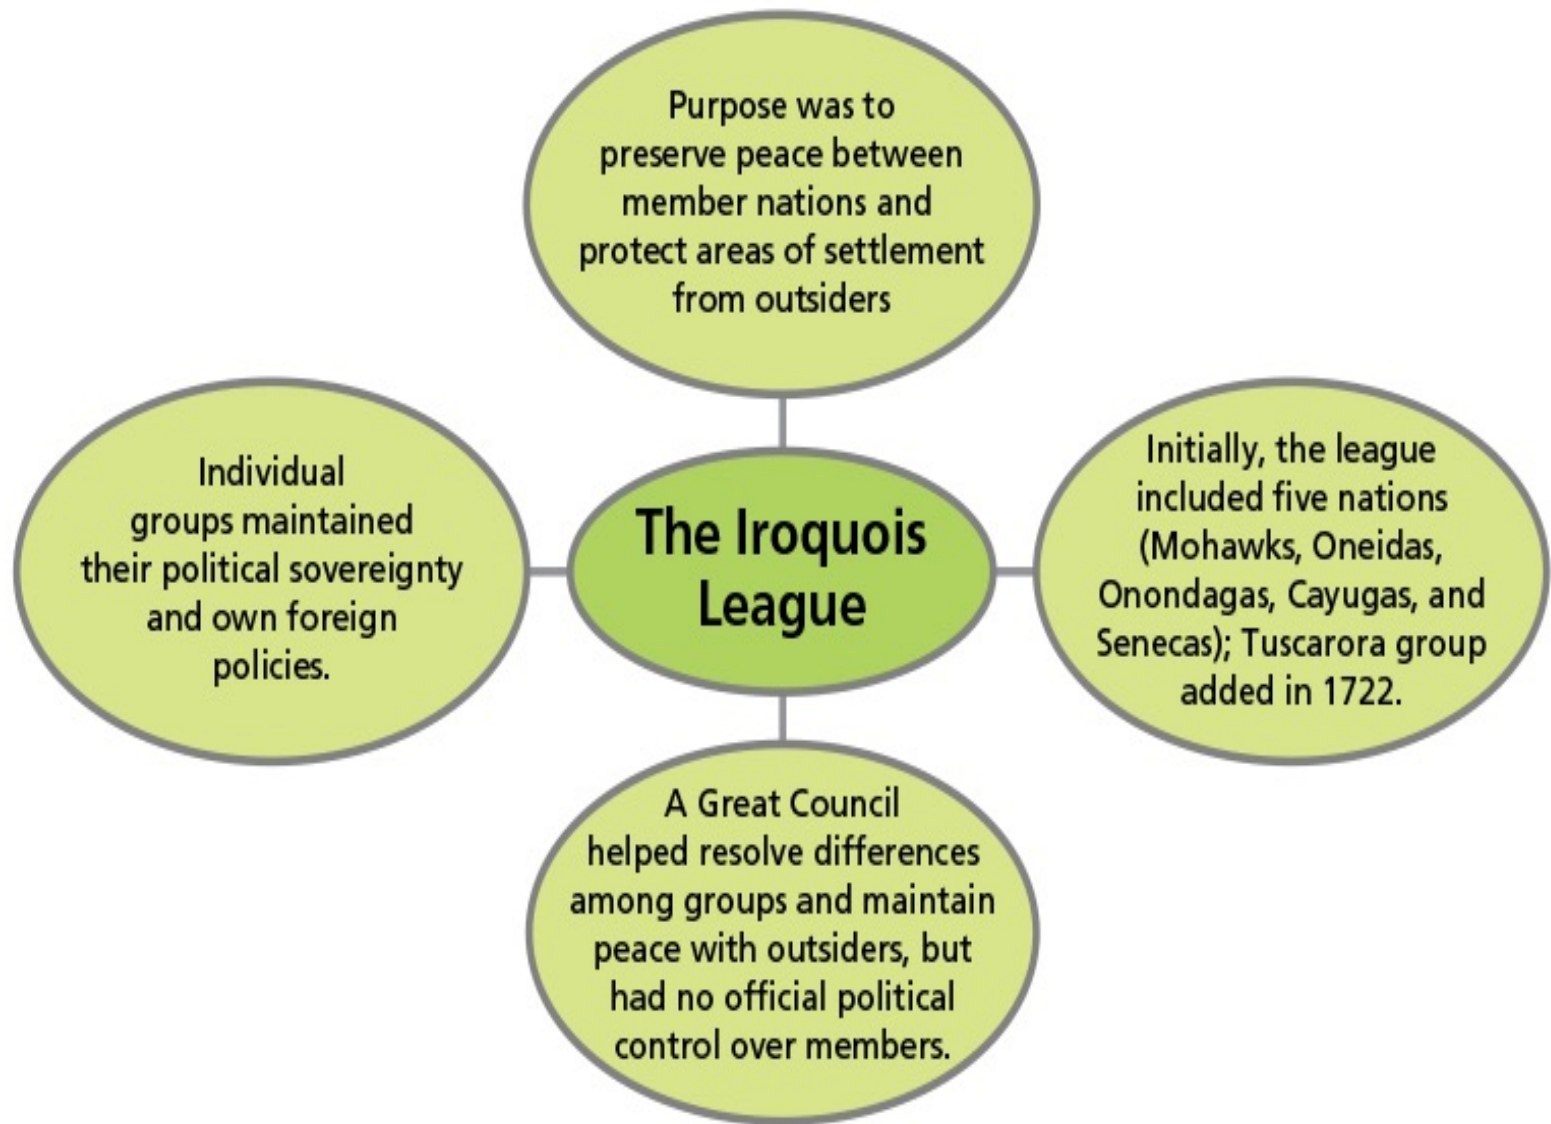 Purpose was to
preserve peace between
member nations and
protect areas of settlement
from outsiders
Individual
groups maintained
their political sovereignty
and own foreign
policies.
The Iroquois
League
Initially, the league
included five nations
(Mohawks, Oneidas,
Onondagas, Cayugas, and
Senecas); Tuscarora group
added in 1722.
A Great Council
helped resolve differences
among groups and maintain
peace with outsiders, but
had no official political
control over members.